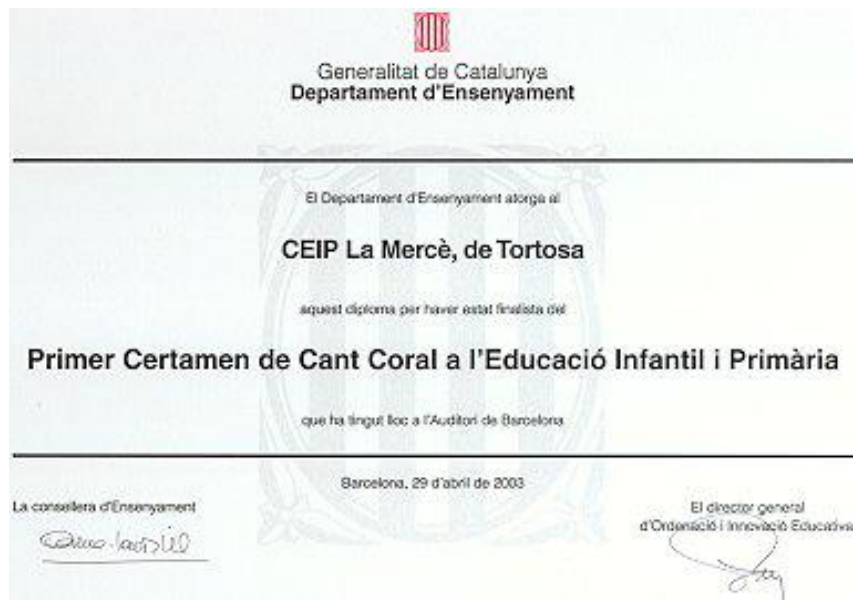 Generalitat de Catalunya
Departament d'Ensenyament
El Departament d'Ensenyament atorga al
CEIP La Mercè, de Tortosa
aquest diploma per haver estat finalista del
Primer Certamen de Cant Coral a l'Educació Infantil i Primària
que ha tingut lloc a l'Auditori de Barcelona
Barcelona, 29 d'abril de 2003
La consellera d'Ensenyament
El director general
d'Ordenació i Innovació Educativa